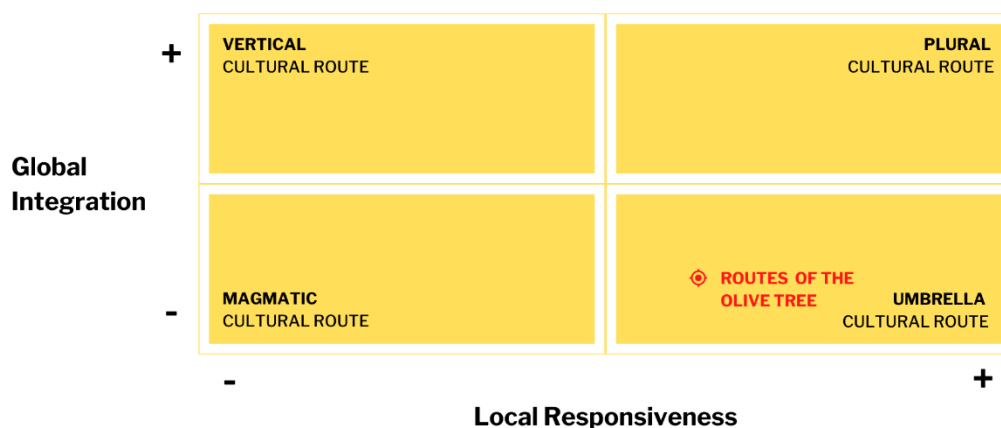 +
VERTICAL
CULTURAL ROUTE
PLURAL
CULTURAL ROUTE
Global
Integration
MAGMATIC
CULTURAL ROUTE
ROUTES OF THE
OLIVE TREE
UMBRELLA
CULTURAL ROUTE
-
-
+
Local Responsiveness